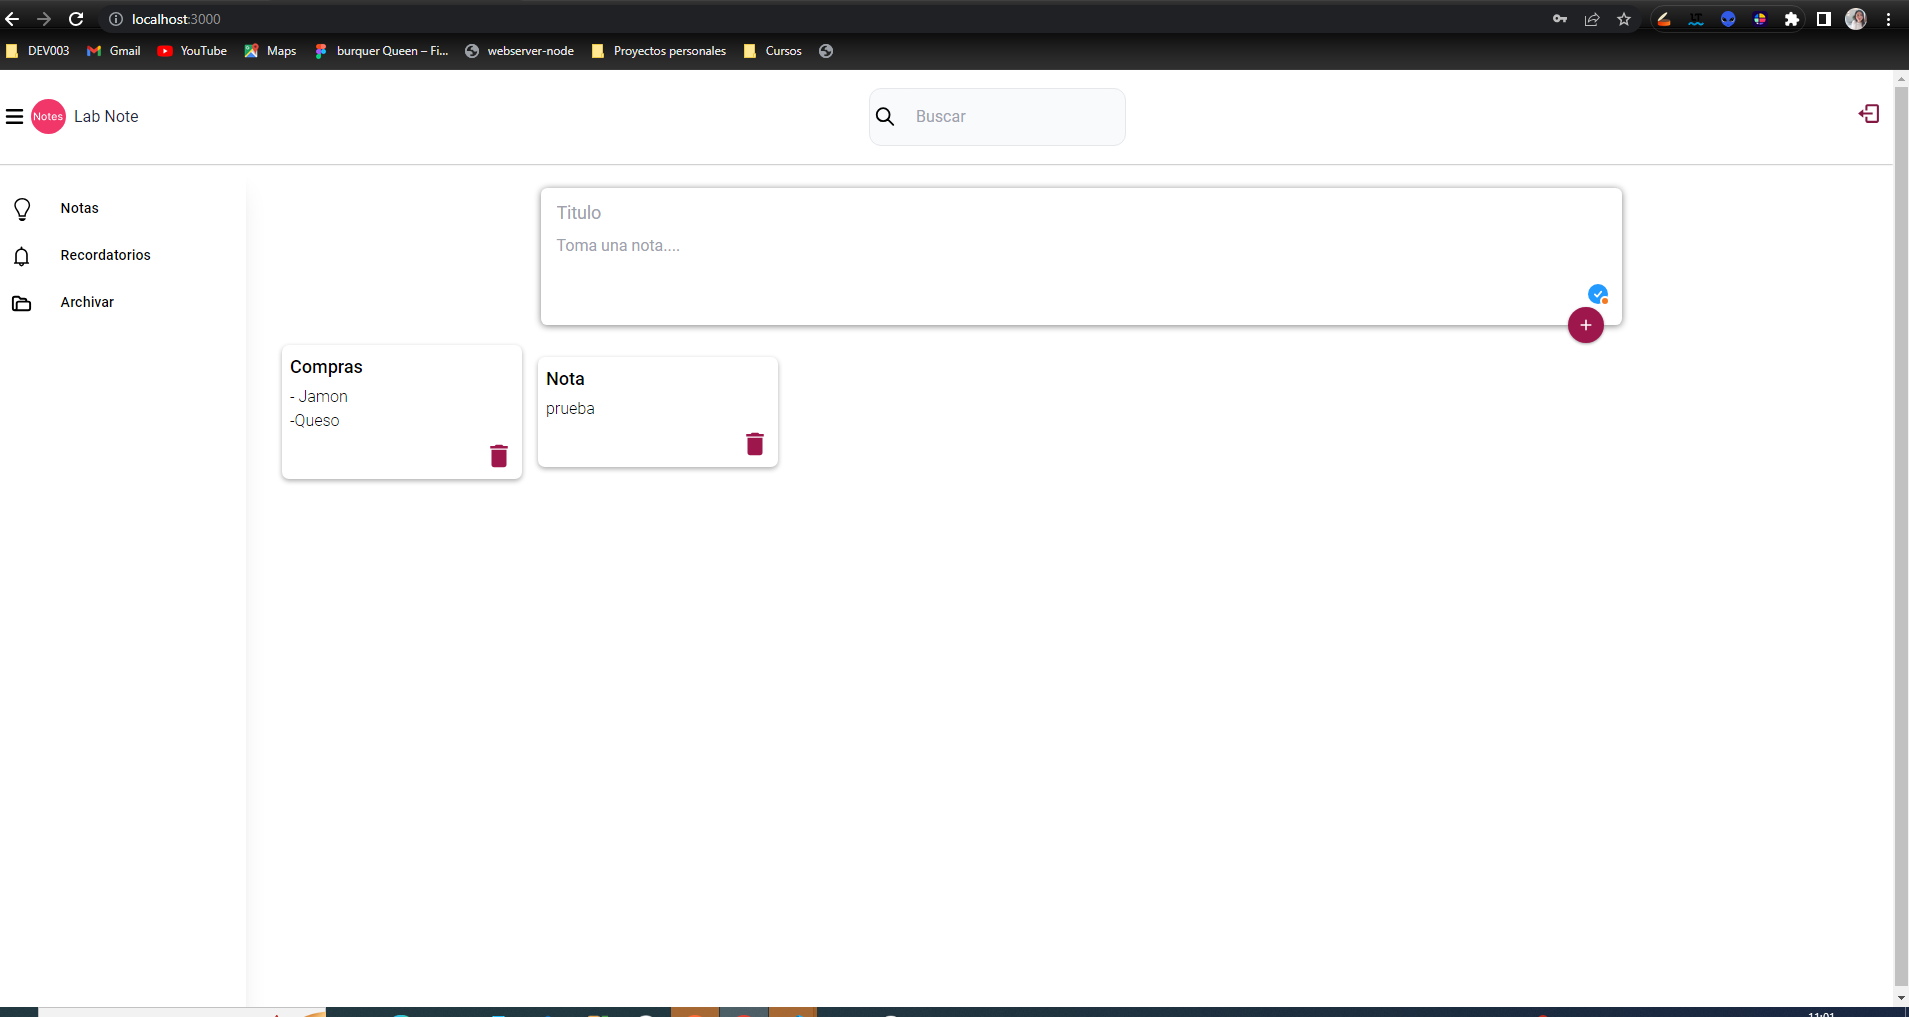 localhost:3000
DEV003 Gmail YouTube Maps burquer Queen – Fi... webserver-node Proyectos personales Cursos
Notes Lab Note
Buscar
Notas
Recordatorios
Archivar
Titulo
Toma una nota....
+
Compras
- Jamon
-Queso
Nota
prueba